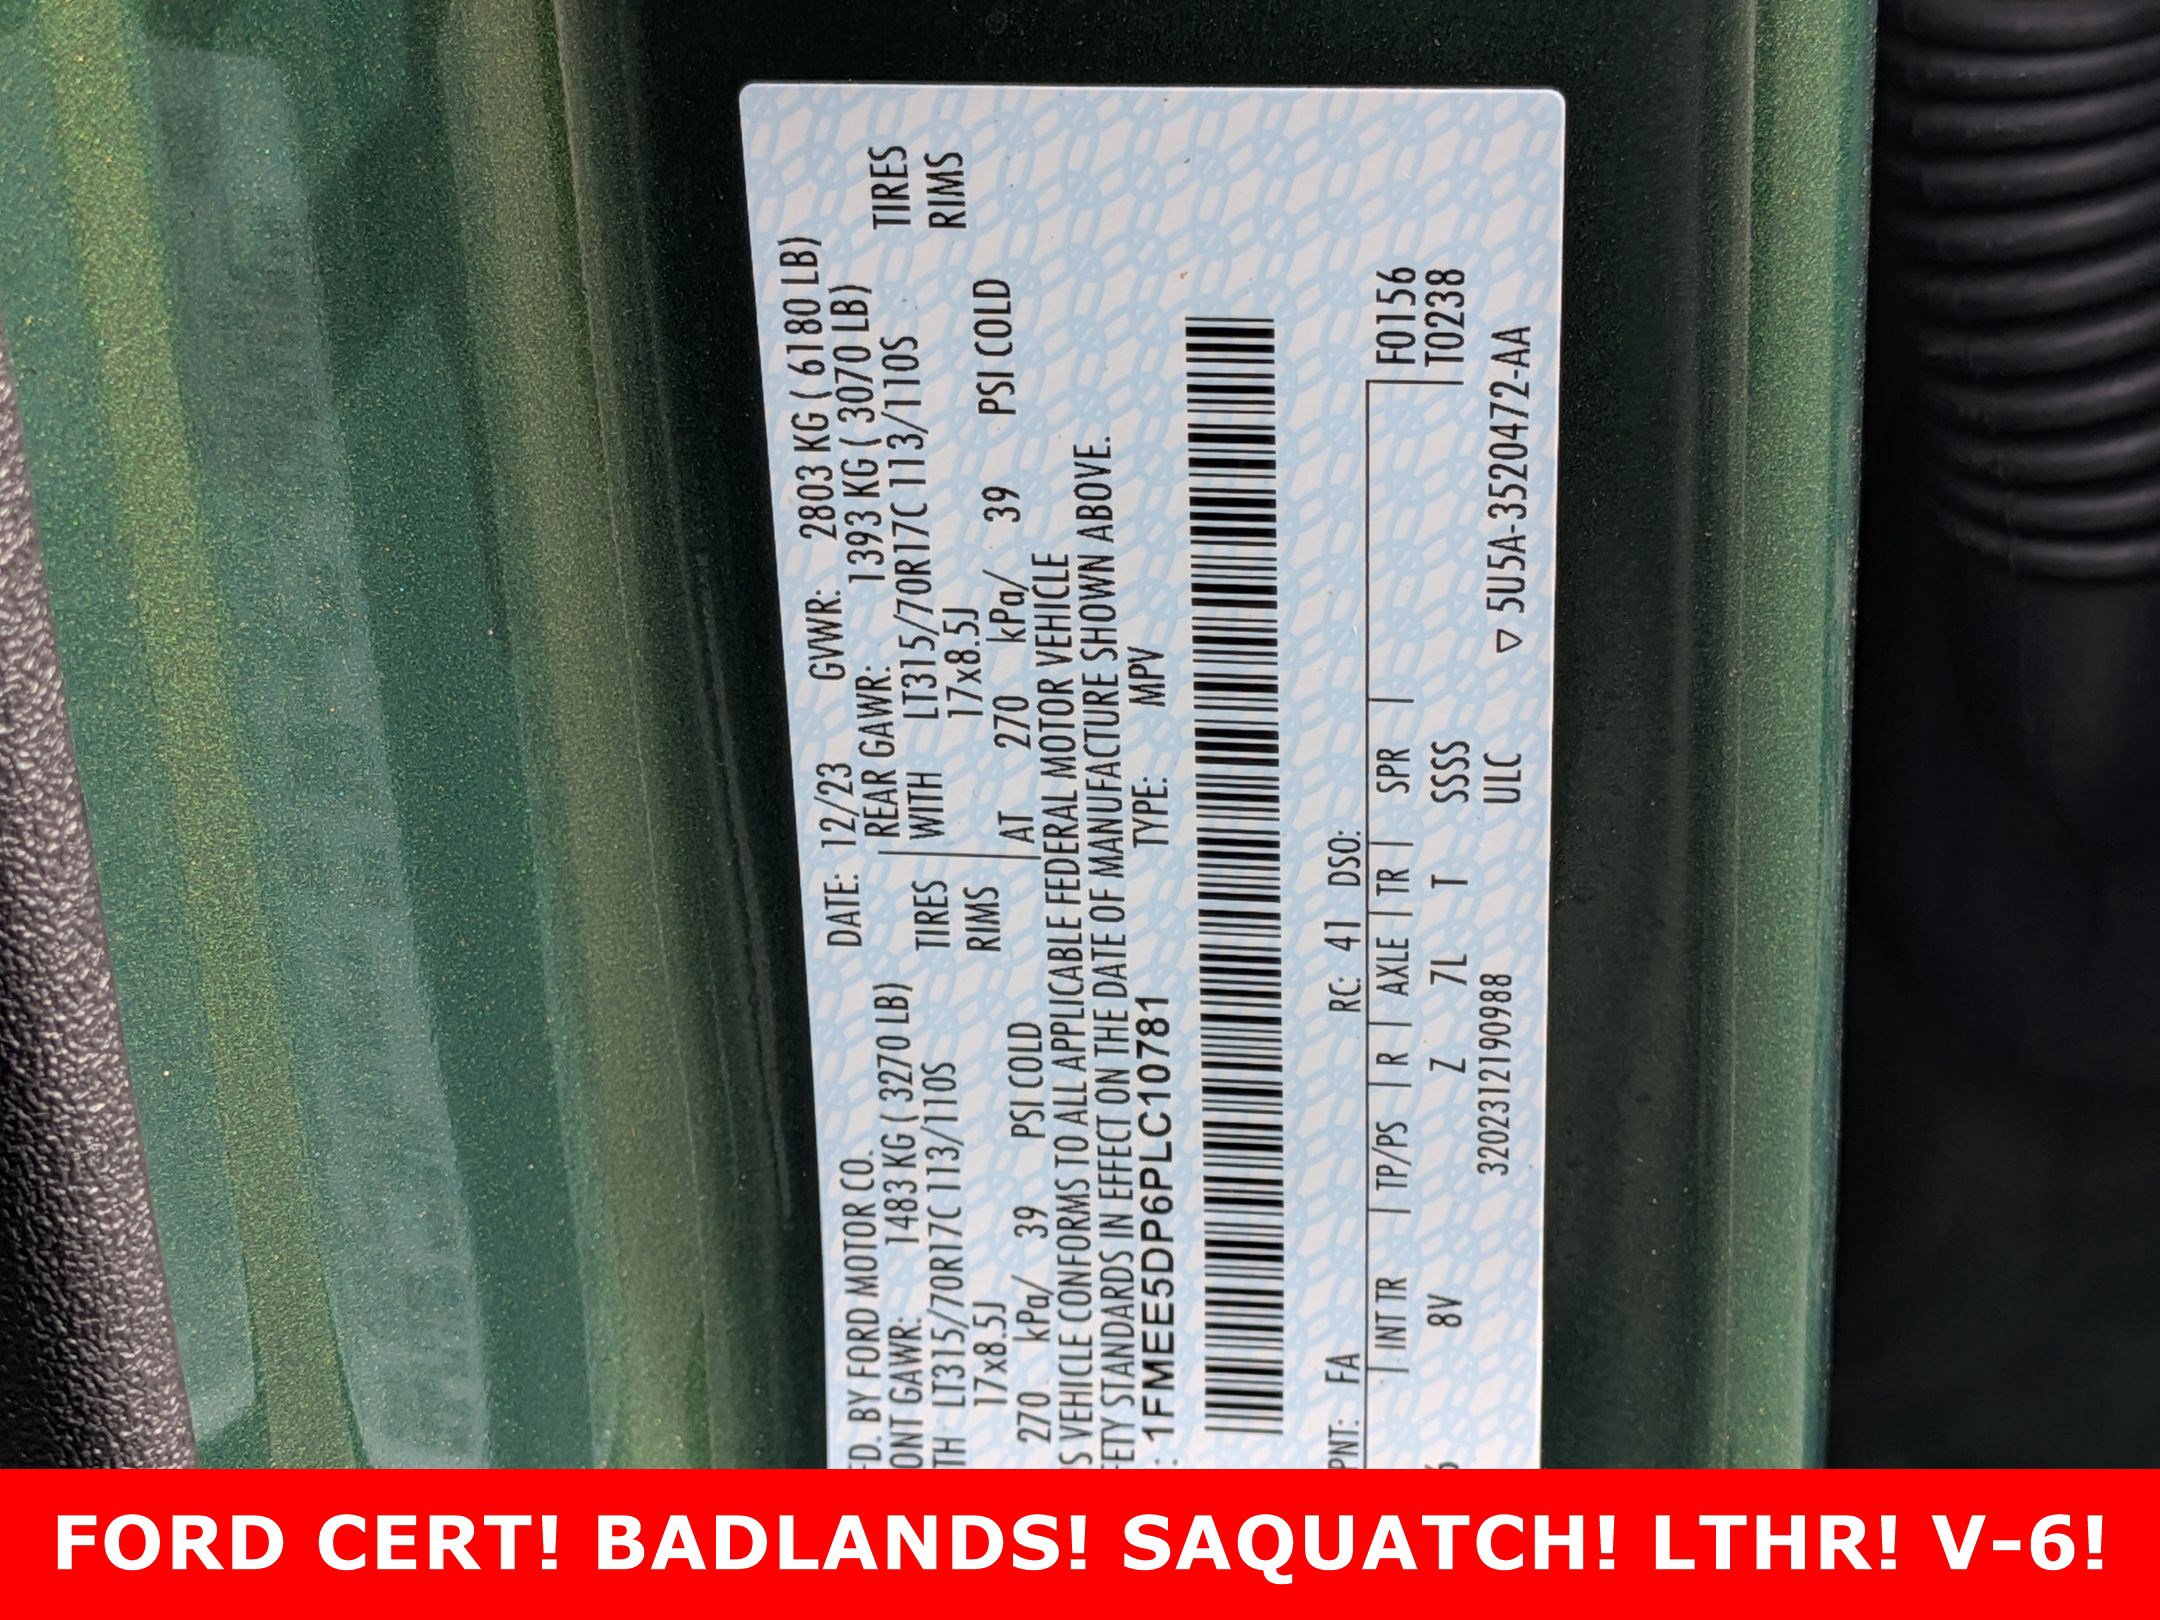 FD. BY FORD MOTOR CO. DATE: 12/23 GVWR: 2803 KG ( 6180 LB)
ONT GAWR: 1483 KG ( 3270 LB) REAR GAWR: 1393 KG ( 3070 LB)
TH LT315/70R17C 113/110S TIRES WITH LT315/70R17C 113/110S TIRES
17x8.5J RIMS 17x8.5J RIMS
270 kPa/ 39 PSI COLD AT 270 kPa/ 39 PSI COLD
S VEHICLE CONFORMS TO ALL APPLICABLE FEDERAL MOTOR VEHICLE
FETY STANDARDS IN EFFECT ON THE DATE OF MANUFACTURE SHOWN ABOVE.
: 1FMEE5DP6PLC10781 TYPE: MPV
PNT: FA RC: 41 DSO:
INT TR TP/PS R AXLE TR SPR F0156
8V Z 7L T SSSS T0238
3202312190988 ULC ▽ 5U5A-3520472-AA
FORD CERT! BADLANDS! SAQUATCH! LTHR! V-6!